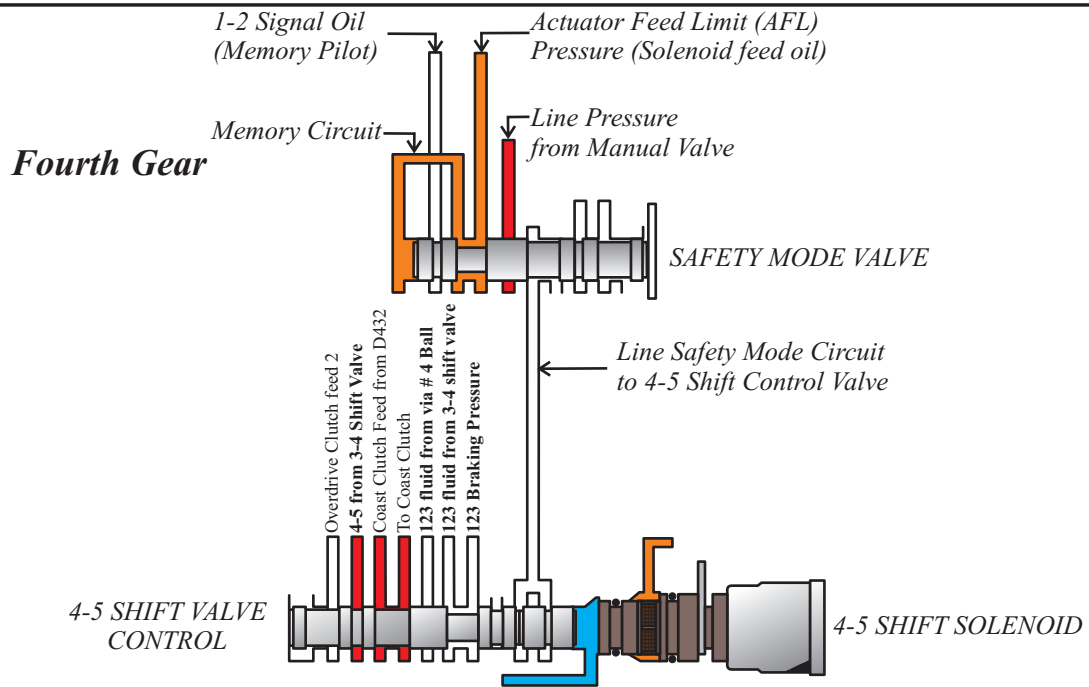 1-2 Signal Oil
(Memory Pilot)
Actuator Feed Limit (AFL)
Pressure (Solenoid feed oil)
Memory Circuit
Line Pressure
from Manual Valve
Fourth Gear
SAFETY MODE VALVE
Line Safety Mode Circuit
to 4-5 Shift Control Valve
Overdrive Clutch feed 2
4-5 from 3-4 Shift Valve
Coast Clutch Feed from D432
To Coast Clutch
123 fluid from via # 4 Ball
123 fluid from 3-4 shift valve
123 Braking Pressure
4-5 SHIFT VALVE
CONTROL
4-5 SHIFT SOLENOID